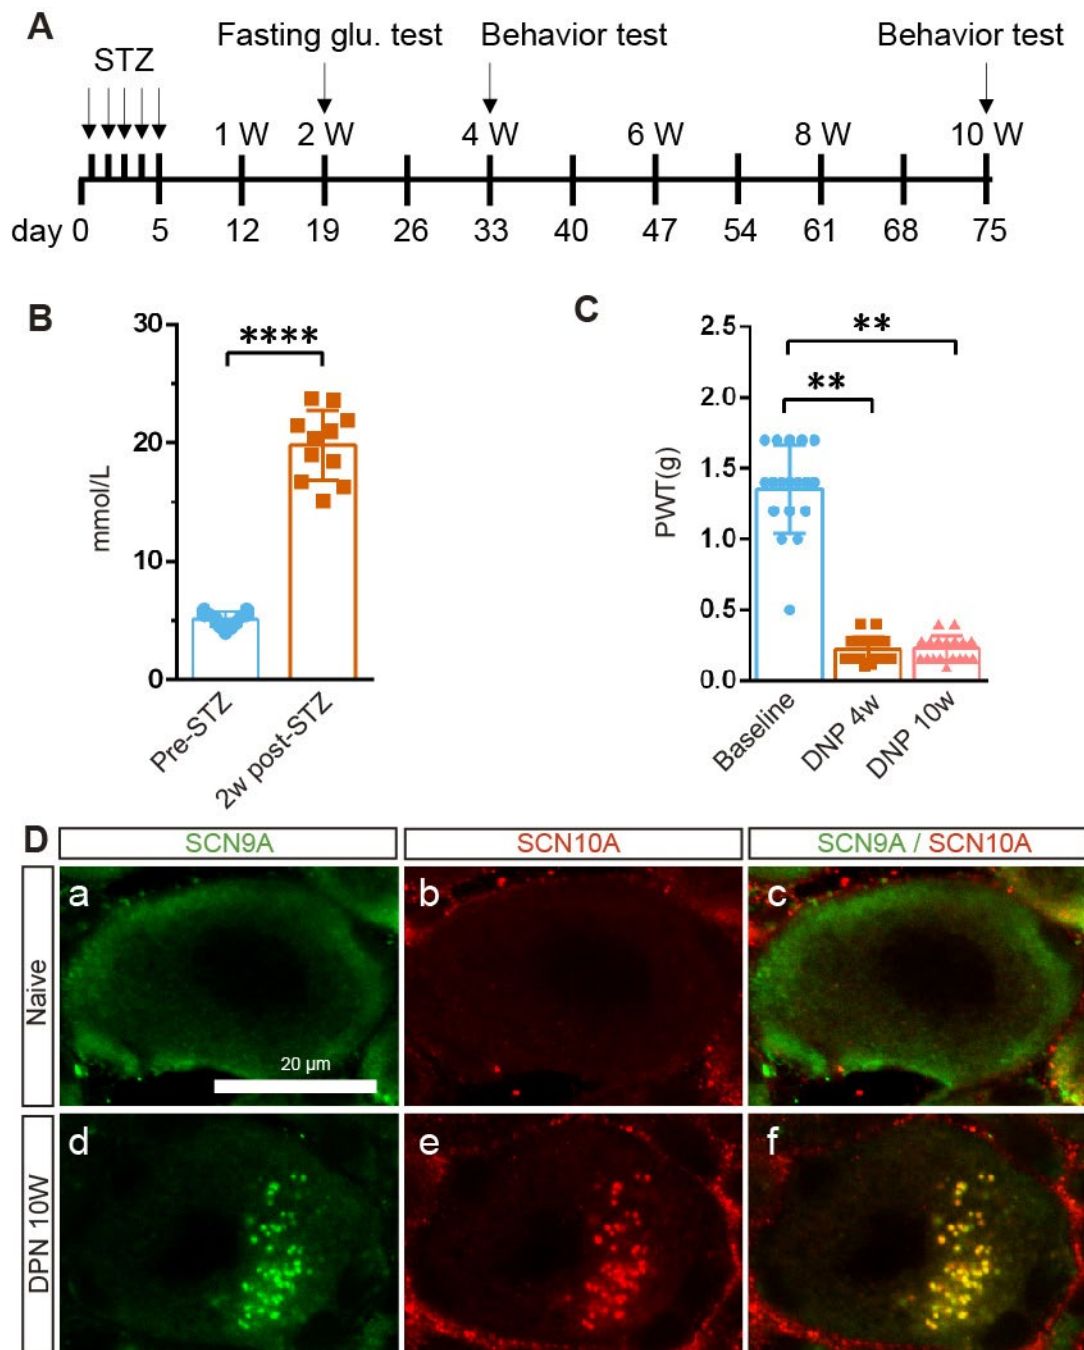 A
Fasting glu. test Behavior test Behavior test
STZ
1 W 2 W 4 W 6 W 8 W 10 W
day 0 5 12 19 26 33 40 47 54 61 68 75
B
30
20
10
0
mmol/L
****
Pre-STZ
2w post-STZ
C
2.5
2.0
1.5
1.0
0.5
0.0
PWT(g)
**
**
Baseline
DNP 4w
DNP 10w
D
SCN9A SCN10A SCN9A / SCN10A
Naive
a b c
20 μm
DPN 10W
d e f